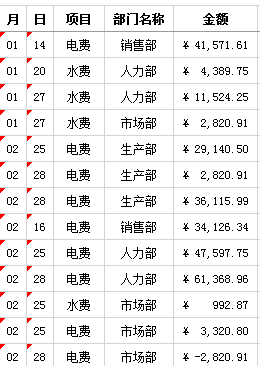 月 日 项目 部门名称 金额
01 14 电费 销售部 ¥ 41,571.61
01 20 水费 人力部 ¥ 4,389.75
01 27 水费 人力部 ¥ 11,524.25
01 27 水费 市场部 ¥ 2,820.91
02 25 电费 生产部 ¥ 29,140.50
02 28 电费 生产部 ¥ 2,820.91
02 28 电费 生产部 ¥ 36,115.99
02 16 电费 销售部 ¥ 34,126.34
02 25 电费 人力部 ¥ 47,597.75
02 28 电费 人力部 ¥ 61,368.96
02 25 水费 市场部 ¥ 992.87
02 25 电费 市场部 ¥ 3,320.80
02 28 电费 市场部 ¥ -2,820.91